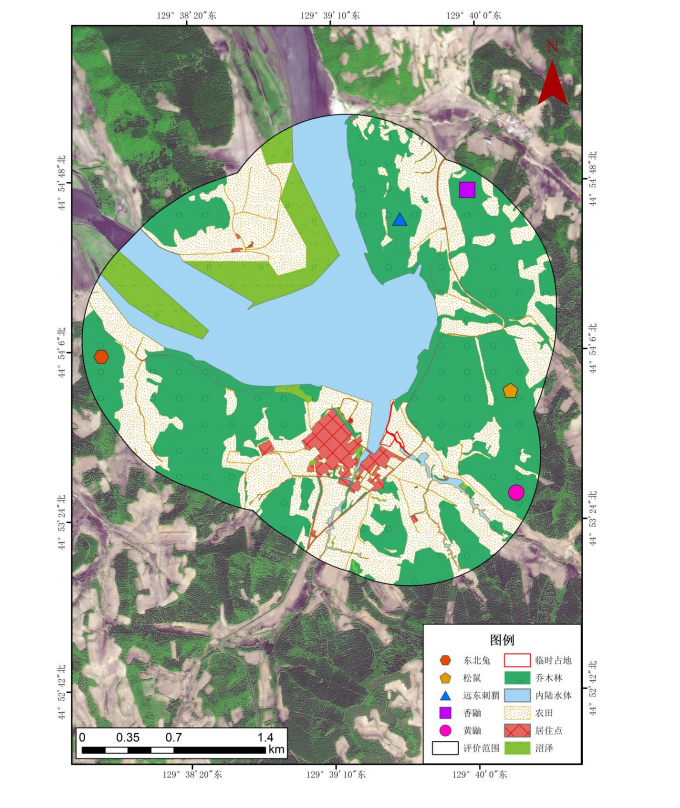 129° 38′20″东
129° 39′10″东
129° 40′0″东
N
44° 54′48″北
44° 54′48″北
44° 54′6″北
44° 54′6″北
44° 53′24″北
44° 53′24″北
44° 52′42″北
44° 52′42″北
图例
东北兔
临时占地
松鼠
乔木林
远东刺猬
内陆水体
香鼬
农田
黄鼬
居住点
评价范围
沼泽
0 0.35 0.7 1.4
km
129° 38′20″东
129° 39′10″东
129° 40′0″东